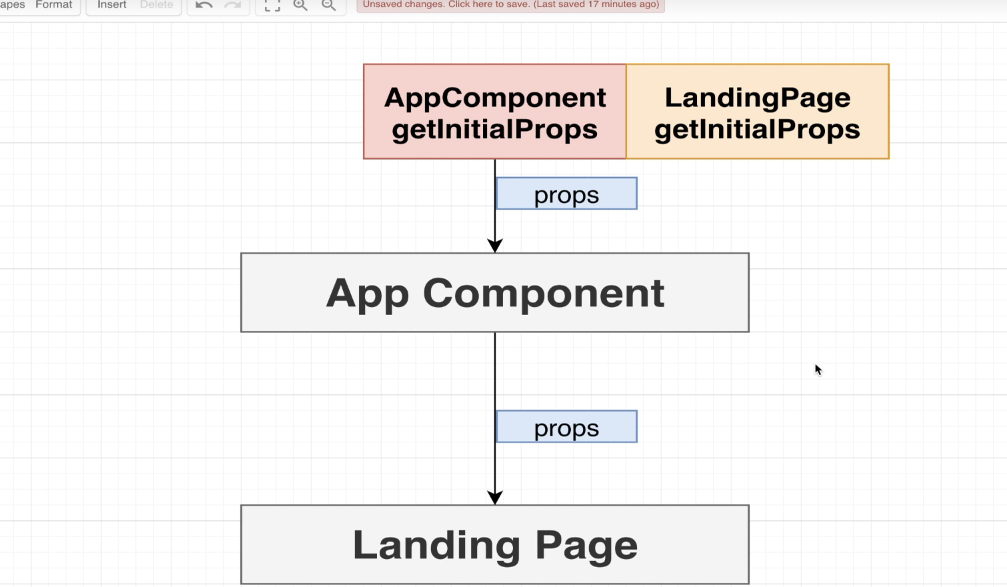 apes Format Insert Delete Unsaved changes. Click here to save. (Last saved 17 minutes ago)
AppComponent
getInitialProps
LandingPage
getInitialProps
props
App Component
props
Landing Page